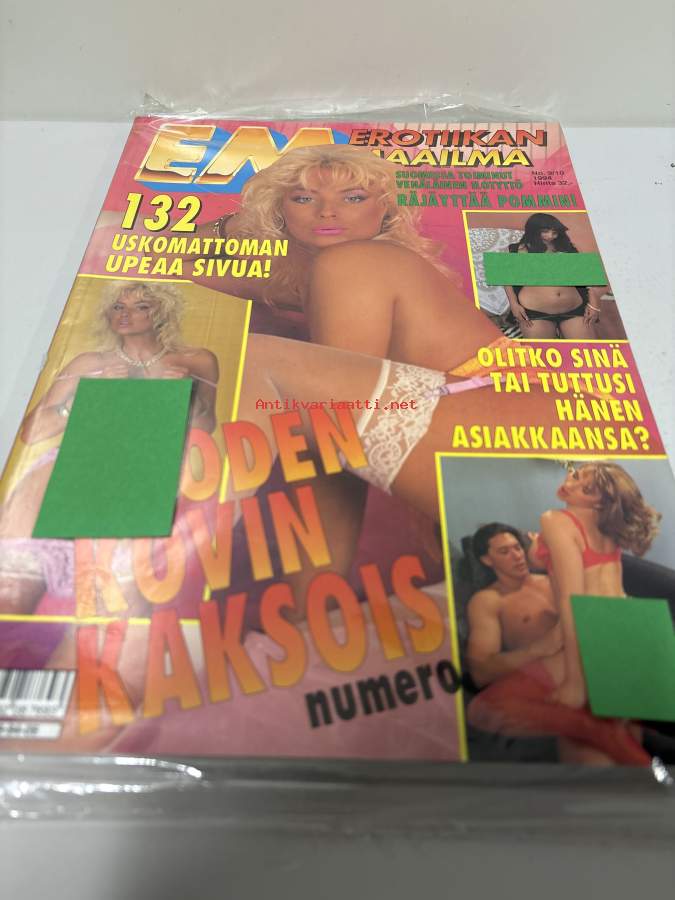 EM EROTIIKAN
MAAILMA
SUOMESSA TOIMINUT
VENÄLÄINEN ILOTYTTÖ
RÄJÄYTTÄÄ POMMIN!
No. 9/10
1994
Hinta 32,-
132
USKOMATTOMAN
UPEAA SIVUA!
OLITKO SINÄ
TAI TUTTUSI
HÄNEN
ASIAKKAANSA?
Antikvariaatti.net
KOVIN
KAKSOIS
numero